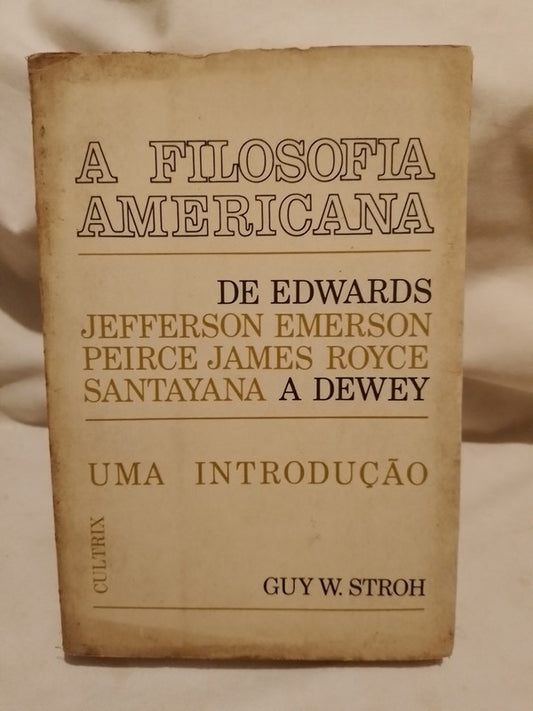 A FILOSOFIA
AMERICANA
DE EDWARDS
JEFFERSON EMERSON
PEIRCE JAMES ROYCE
SANTAYANA A DEWEY
UMA INTRODUÇÃO
CULTRIX
GUY W. STROH